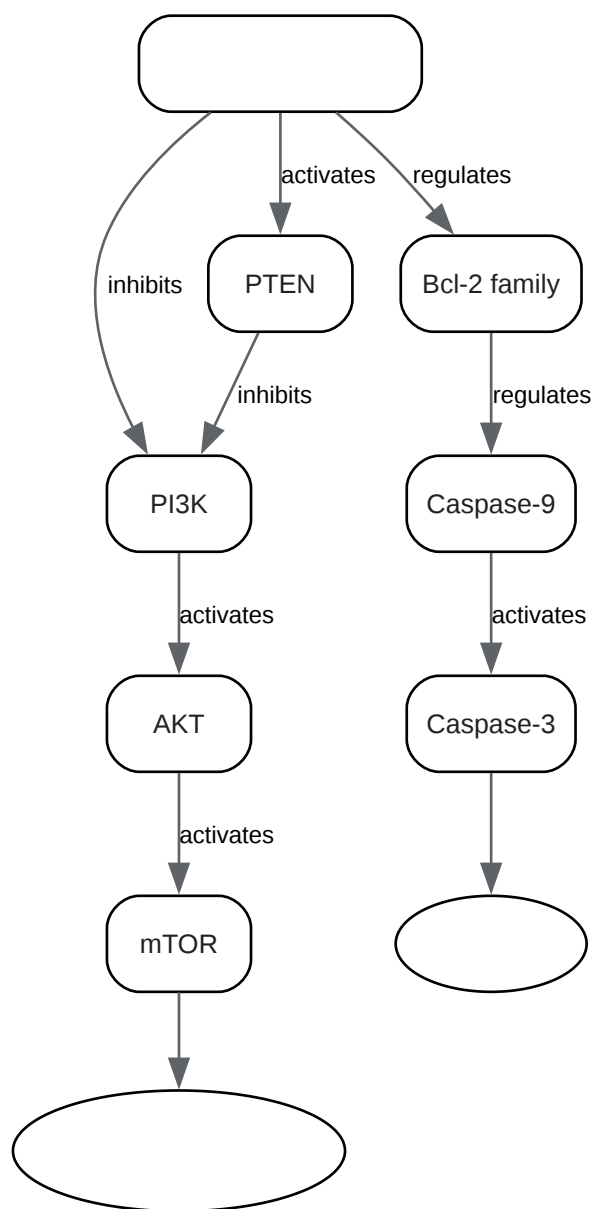 activates
regulates
inhibits
PTEN
Bcl-2 family
inhibits
regulates
PI3K
Caspase-9
activates
activates
AKT
Caspase-3
activates
mTOR